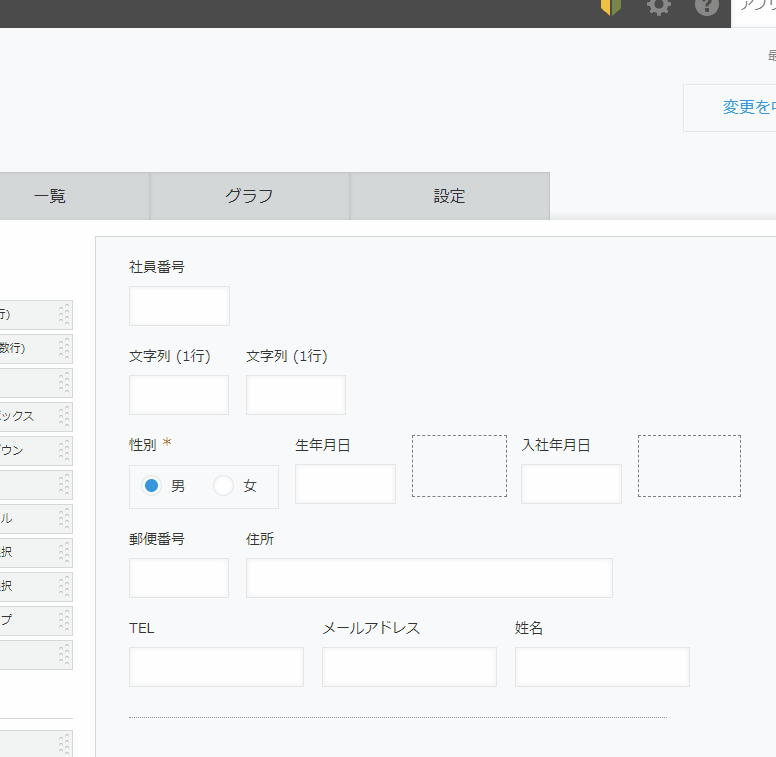 アプリ
最
変更を中
一覧 グラフ 設定
社員番号
行)
文字列 (1行) 文字列 (1行)
数行)
ボックス
性別 * 生年月日 入社年月日
ウン
男 女
ル
郵便番号 住所
択
択
プ
TEL メールアドレス 姓名